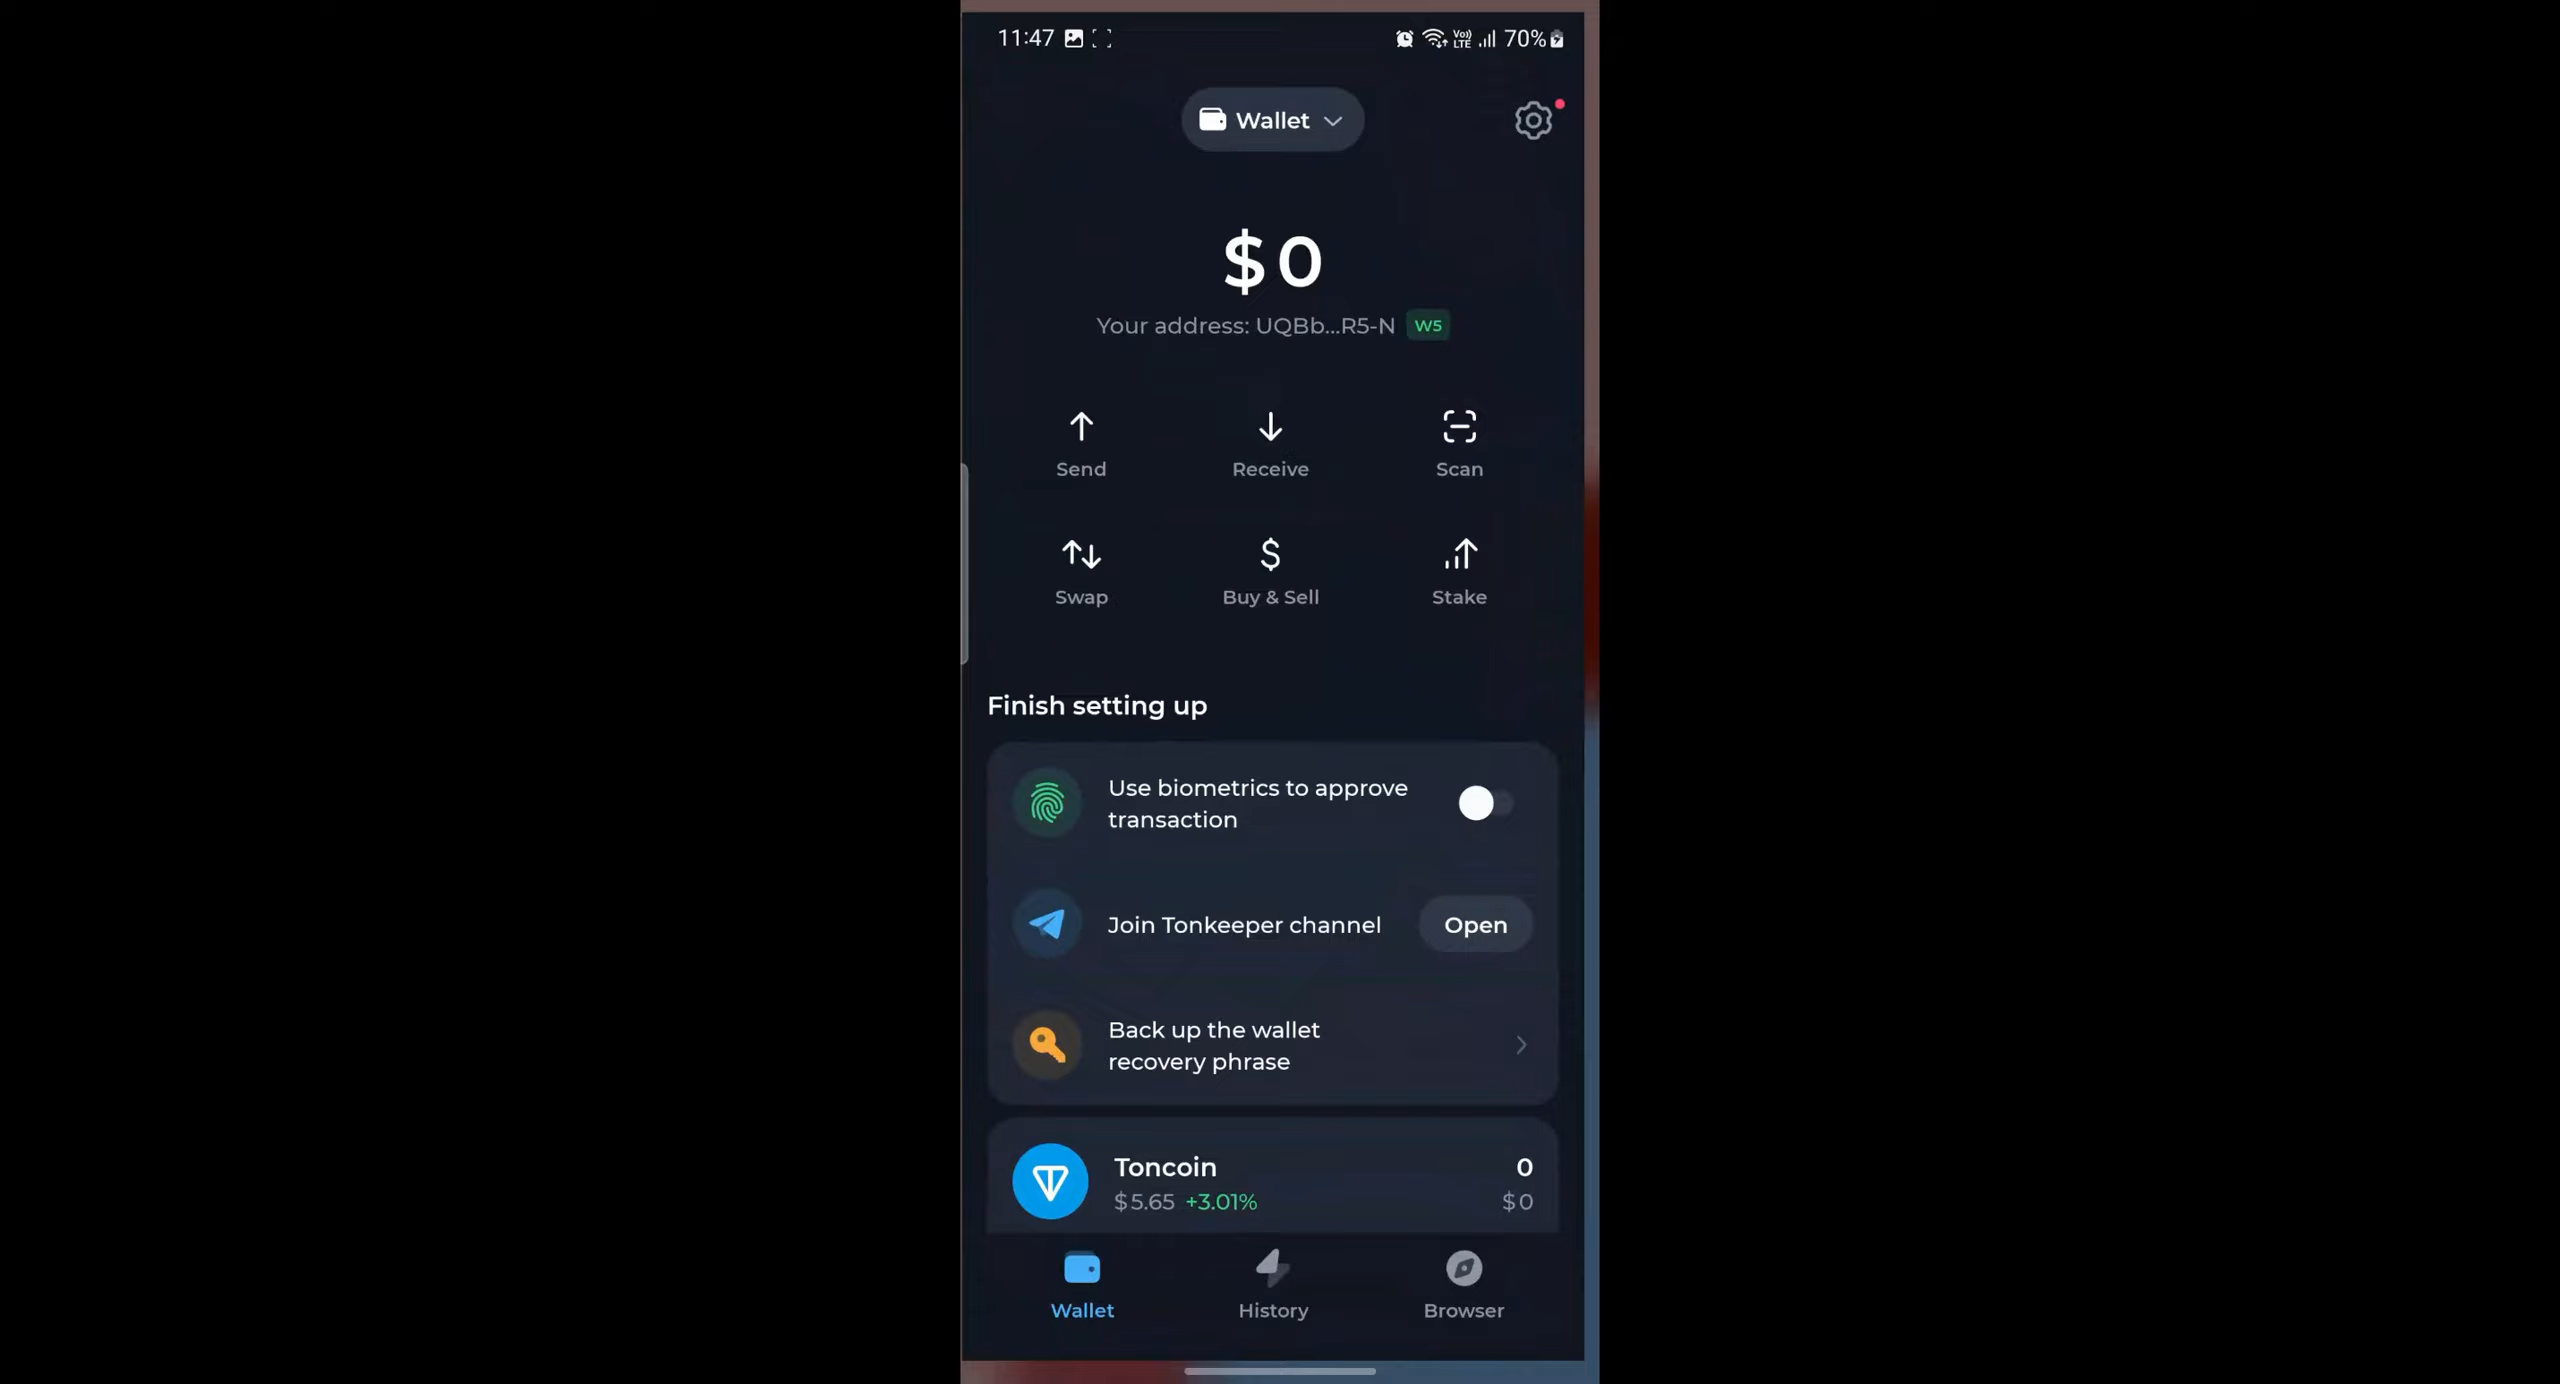 11:47 Vo)) LTE 70%
Wallet
$0
Your address: UQBb...R5-N W5
Send Receive Scan
Swap Buy & Sell Stake
Finish setting up
Use biometrics to approve
transaction
Join Tonkeeper channel Open
Back up the wallet
recovery phrase
Toncoin 0
$5.65 +3.01% $0
Wallet History Browser